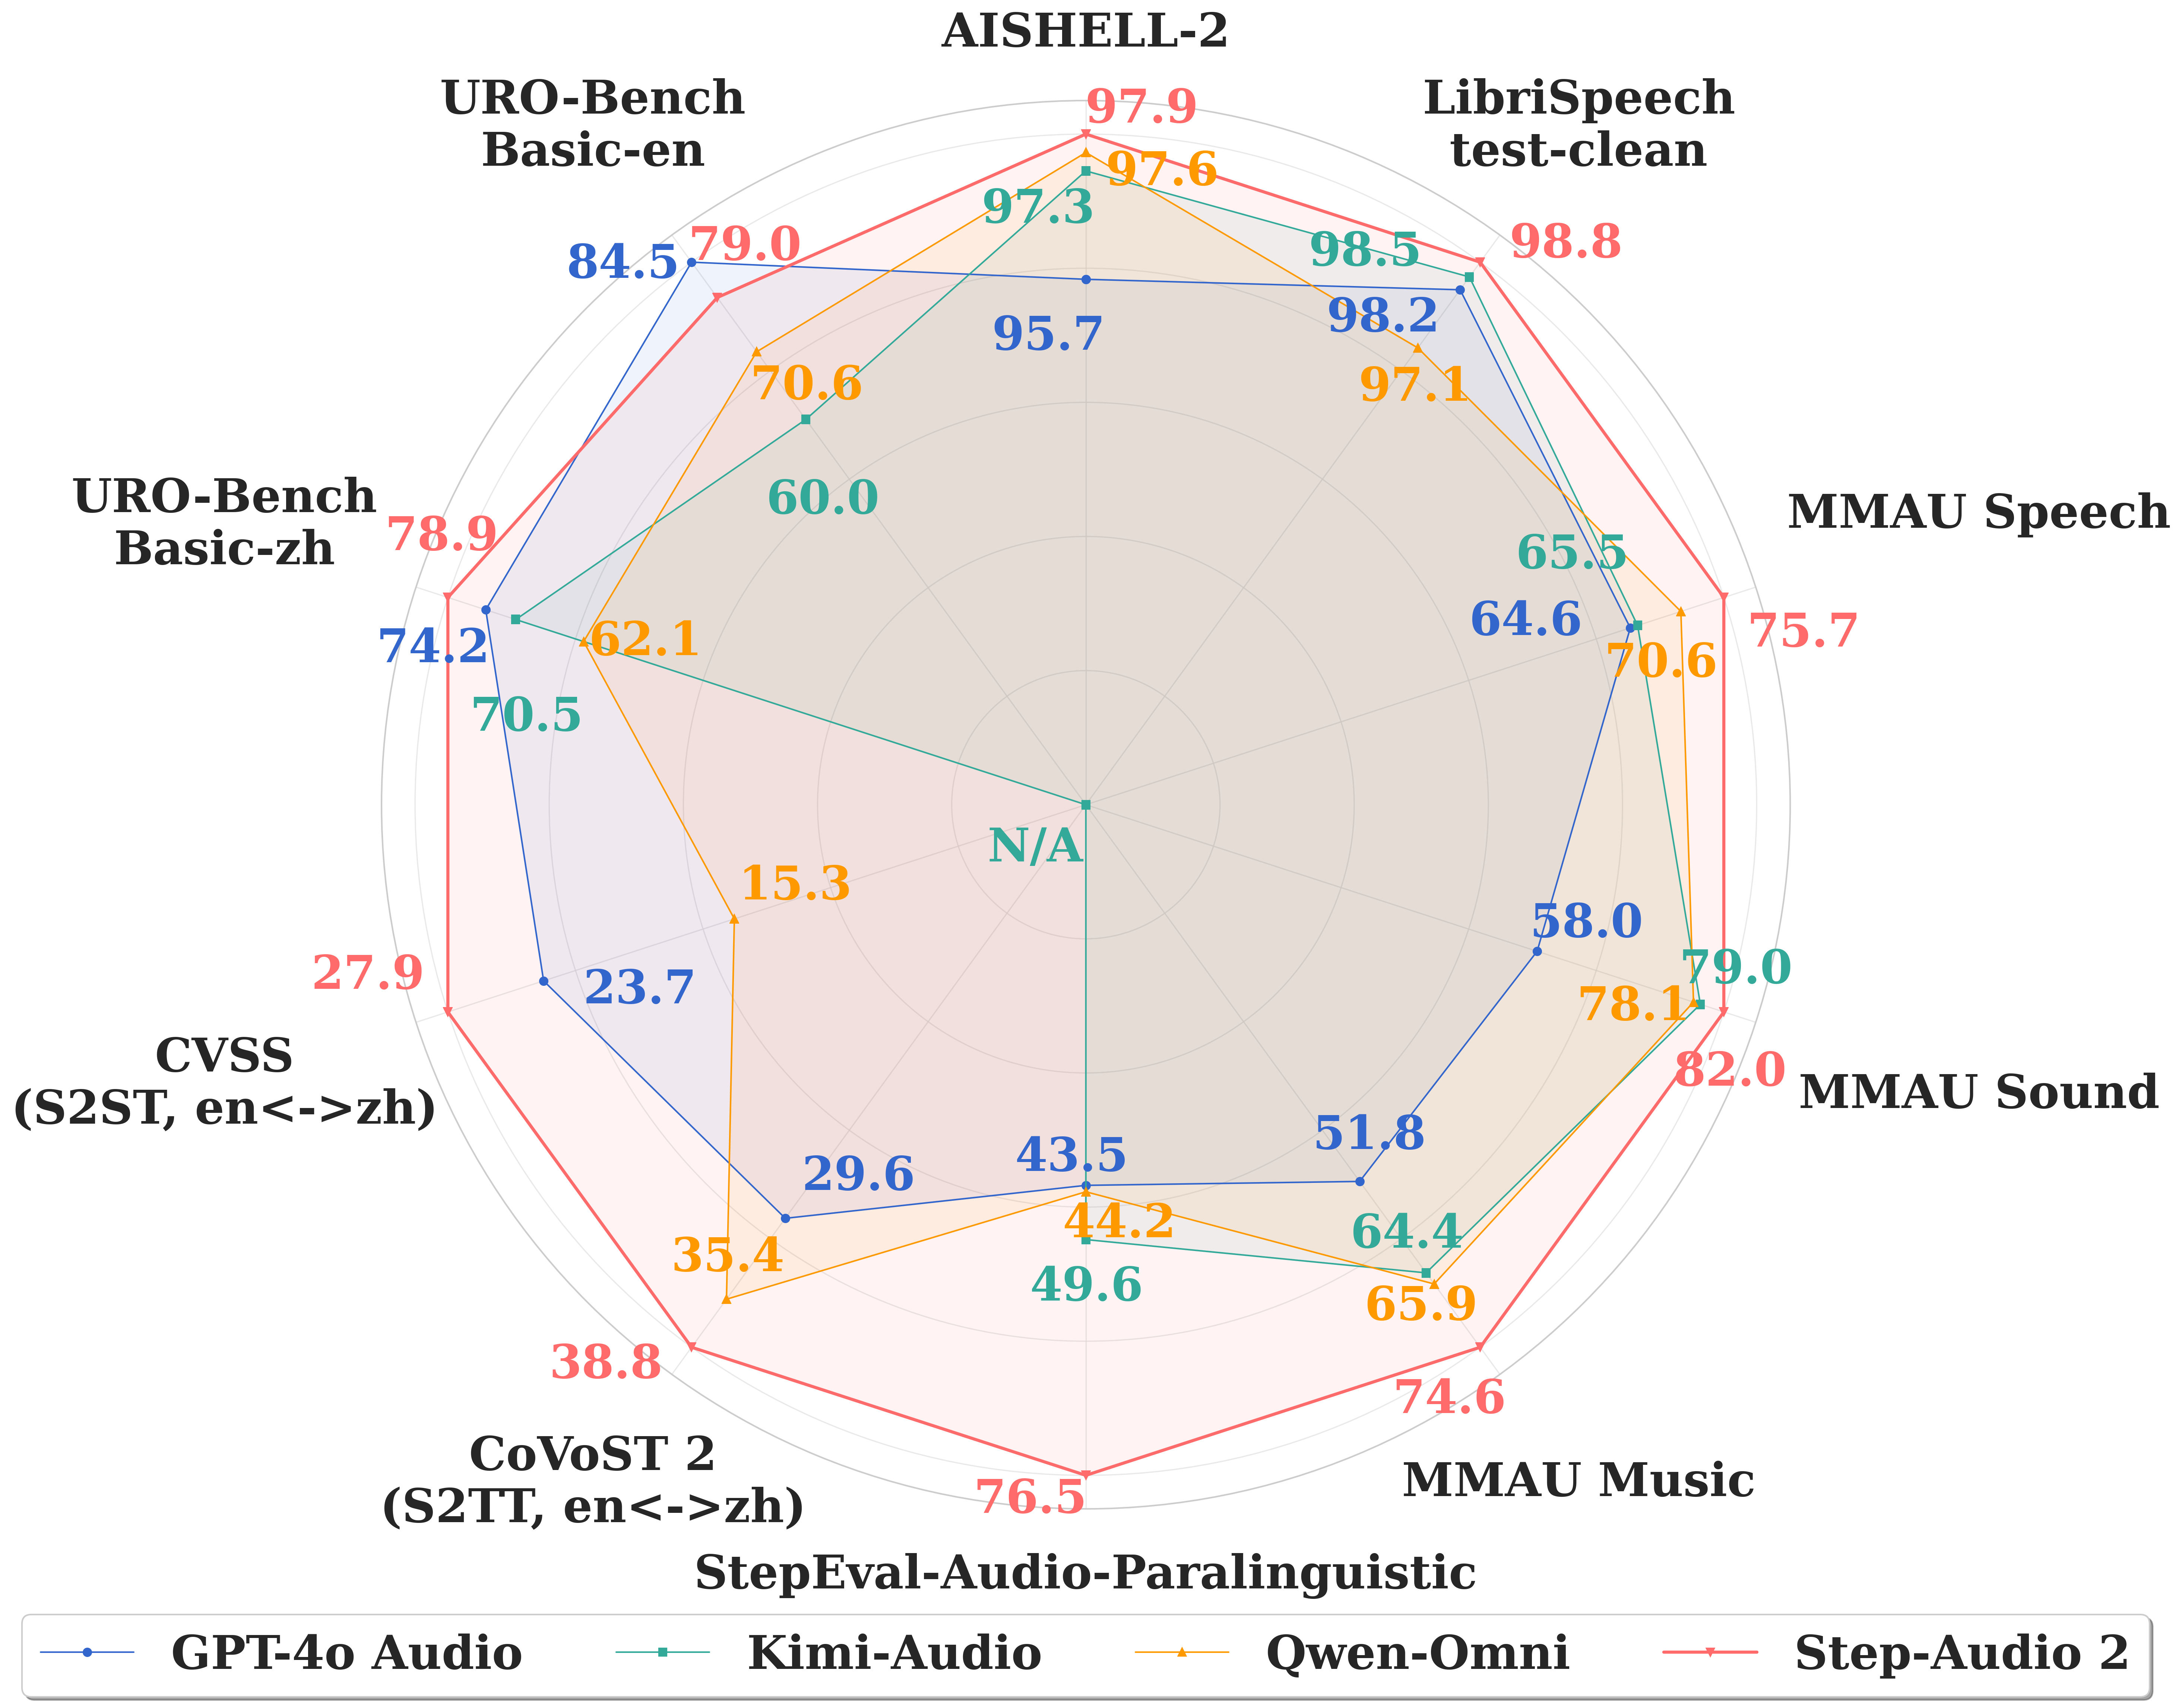 AISHELL-2
URO-Bench
Basic-en
LibriSpeech
test-clean
97.9
97.6
97.3
95.7
84.5
79.0
70.6
60.0
98.5
98.8
98.2
97.1
URO-Bench
Basic-zh
78.9
74.2
62.1
70.5
MMAU Speech
65.5
64.6
70.6
75.7
N/A
15.3
27.9
23.7
CVSS
(S2ST, en<->zh)
58.0
79.0
78.1
82.0
MMAU Sound
29.6
35.4
38.8
CoVoST 2
(S2TT, en<->zh)
43.5
44.2
49.6
76.5
StepEval-Audio-Paralinguistic
51.8
64.4
65.9
74.6
MMAU Music
GPT-4o Audio
Kimi-Audio
Qwen-Omni
Step-Audio 2